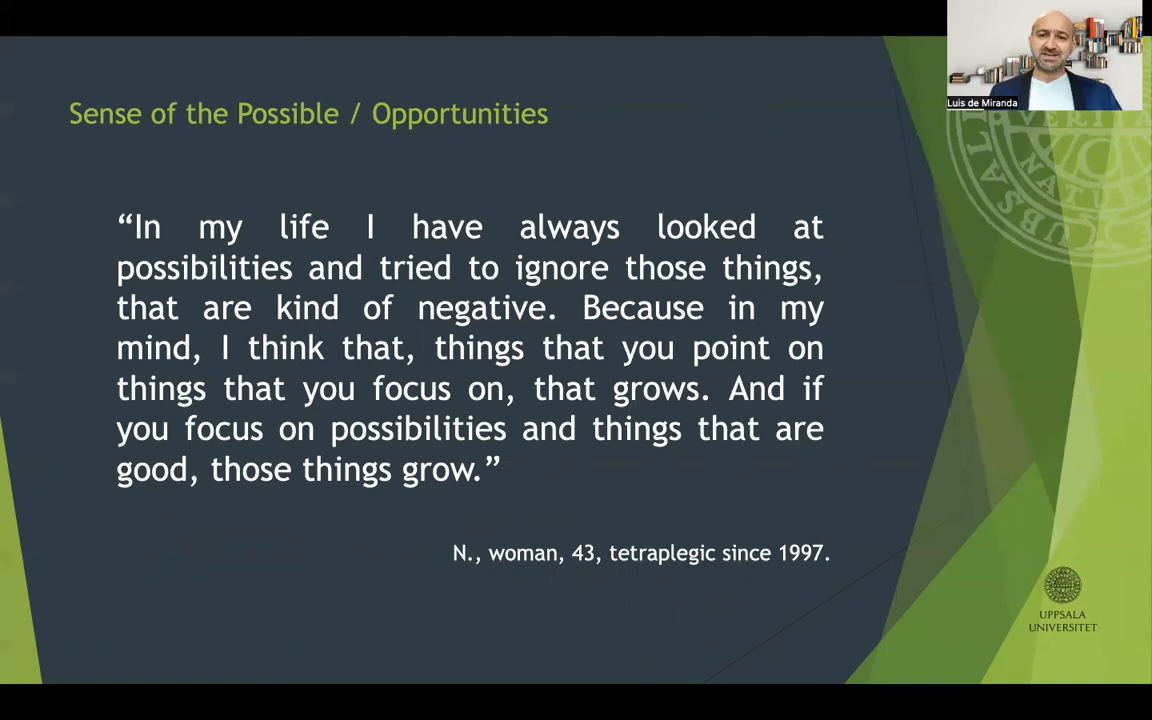 Luis de Miranda
Sense of the Possible / Opportunities
“In my life I have always looked at
possibilities and tried to ignore those things,
that are kind of negative. Because in my
mind, I think that, things that you point on
things that you focus on, that grows. And if
you focus on possibilities and things that are
good, those things grow.”
N., woman, 43, tetraplegic since 1997.
UPPSALA
UNIVERSITET